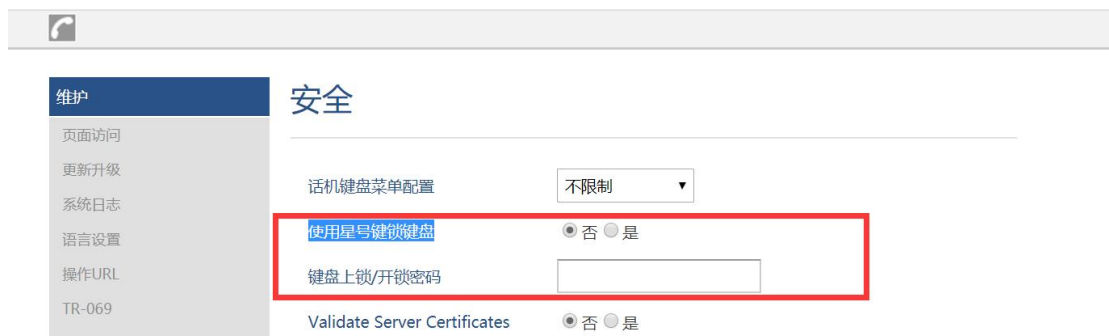 维护
页面访问
更新升级
系统日志
语言设置
操作URL
TR-069
安全
话机键盘菜单配置 不限制
使用星号键锁键盘 否 是
键盘上锁/开锁密码
Validate Server Certificates 否 是